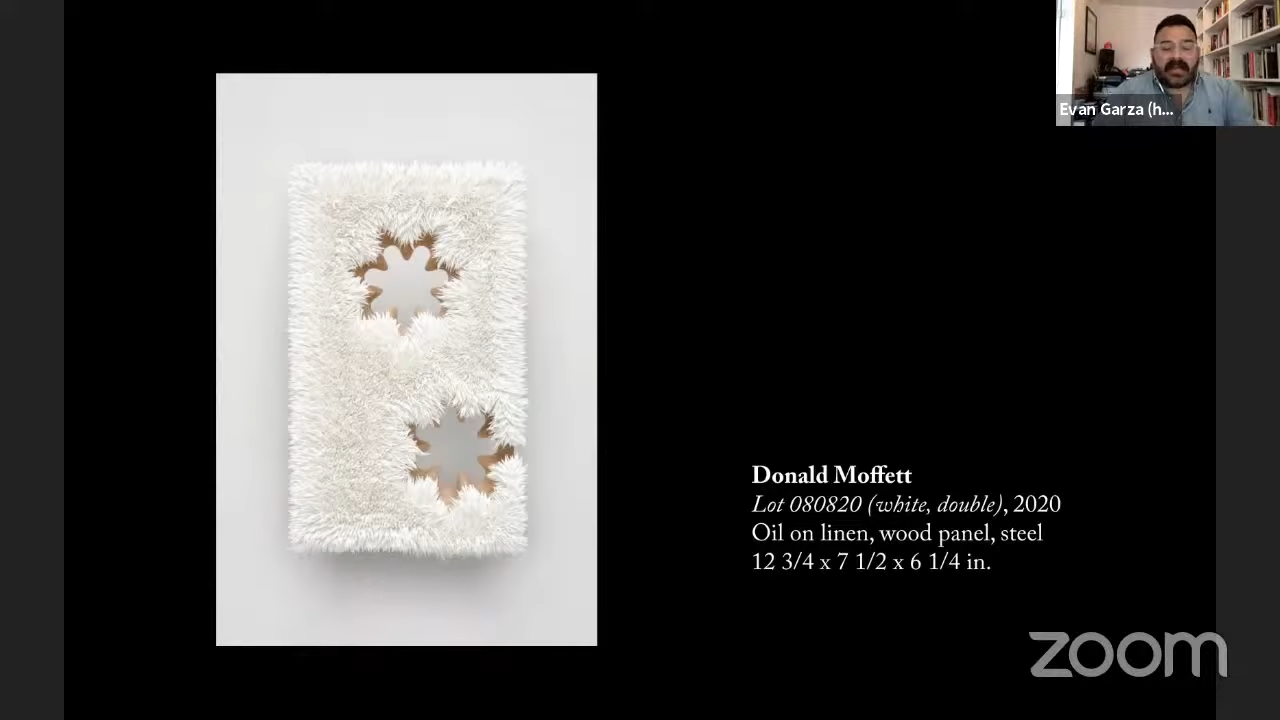 Evan Garza (h...
Donald Moffett
Lot 080820 (white, double), 2020
Oil on linen, wood panel, steel
12 3/4 x 7 1/2 x 6 1/4 in.
zoom